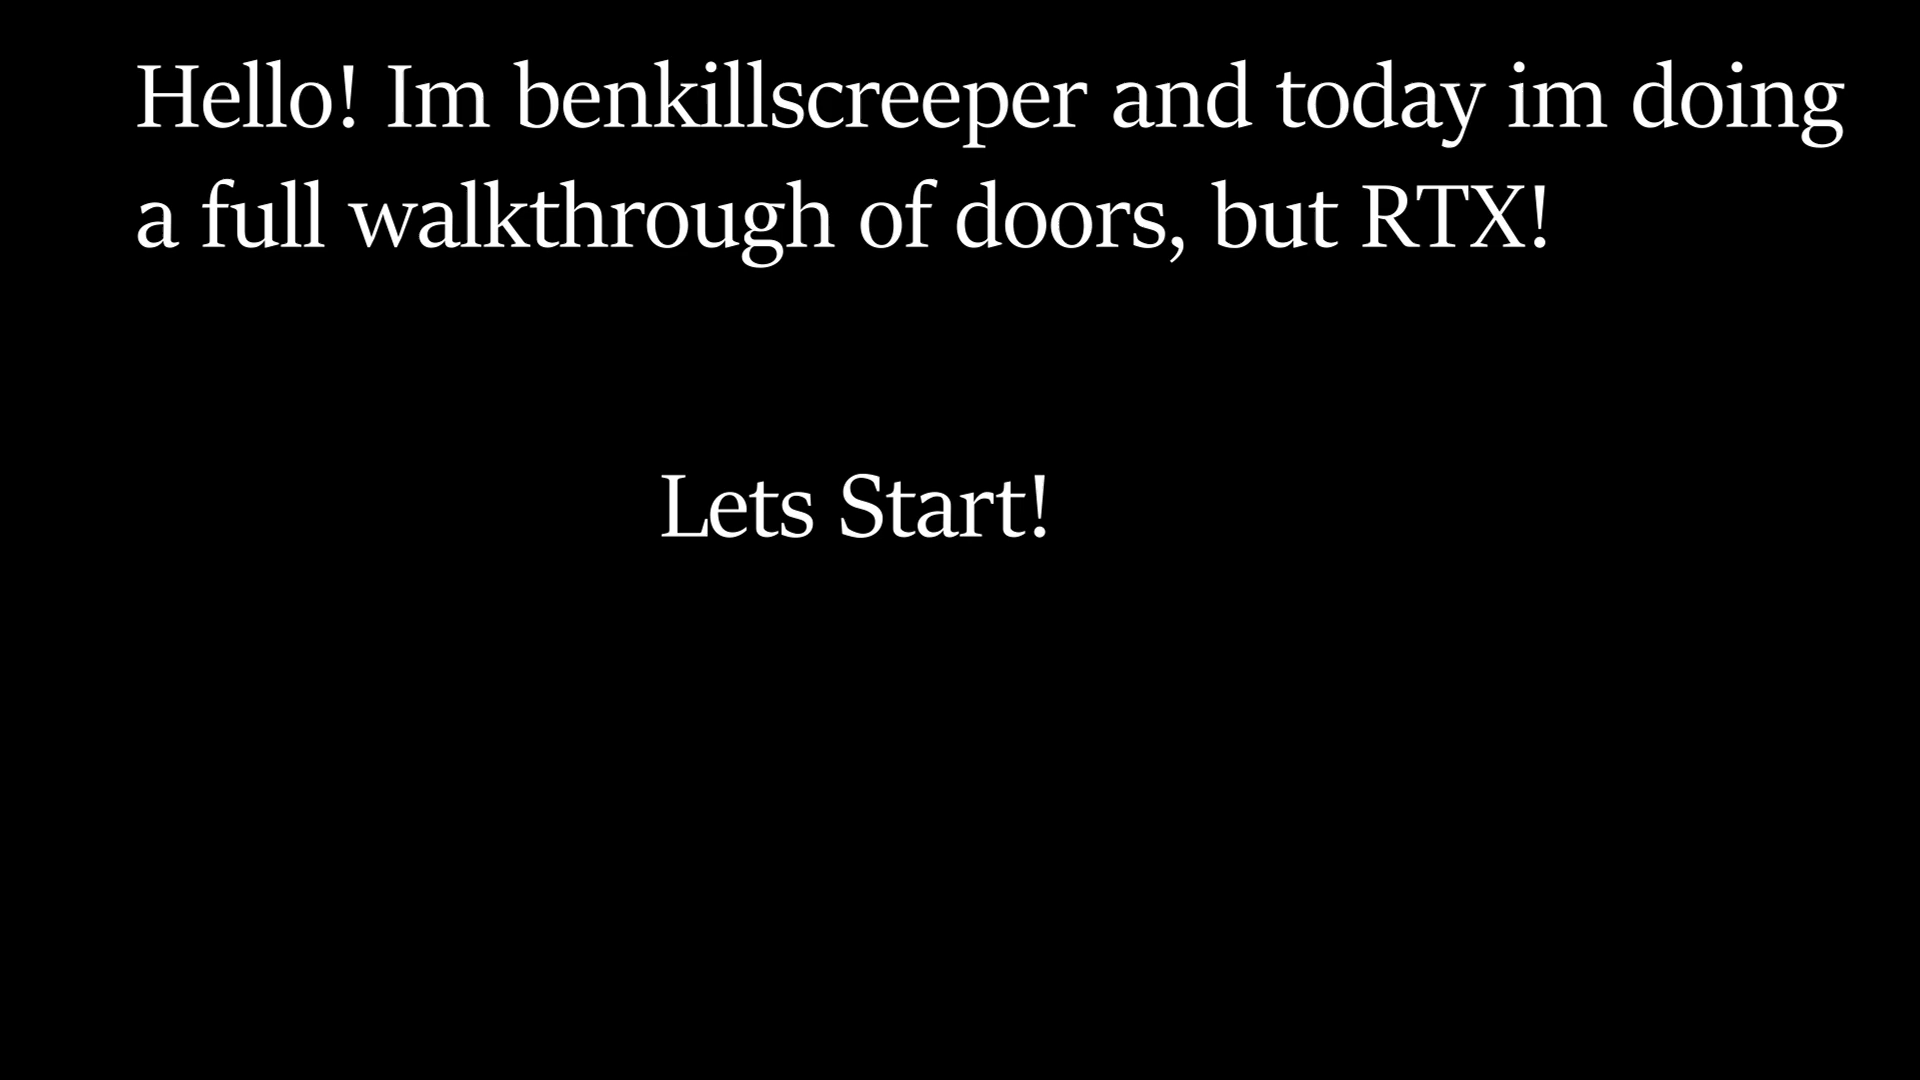 Hello! Im benkillscreeper and today im doing
a full walkthrough of doors, but RTX!
Lets Start!